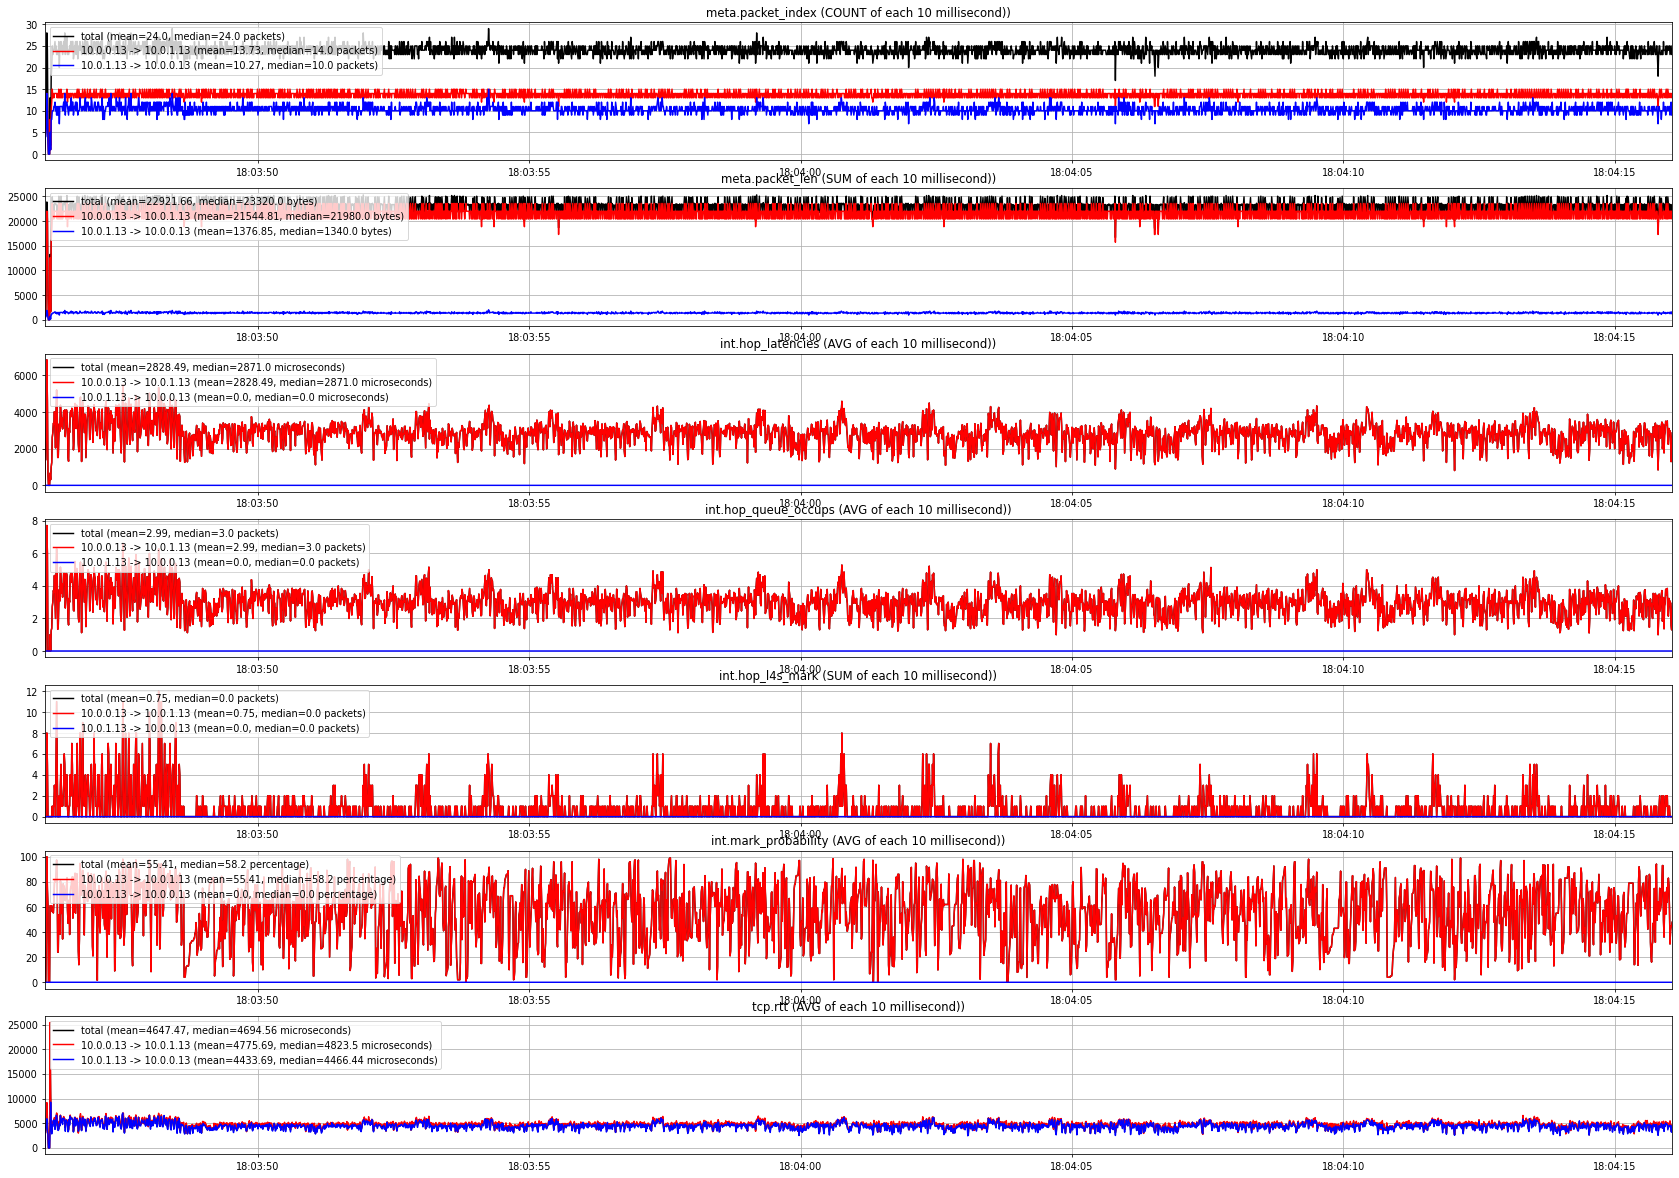 meta.packet_index (COUNT of each 10 millisecond))
30
25
20
15
10
5
0
total (mean=24.0, median=24.0 packets)
10.0.0.13 -> 10.0.1.13 (mean=13.73, median=14.0 packets)
10.0.1.13 -> 10.0.0.13 (mean=10.27, median=10.0 packets)
18:03:50 18:03:55 18:04:00 18:04:05 18:04:10 18:04:15
meta.packet_len (SUM of each 10 millisecond))
25000
20000
15000
10000
5000
0
total (mean=22921.66, median=23320.0 bytes)
10.0.0.13 -> 10.0.1.13 (mean=21544.81, median=21980.0 bytes)
10.0.1.13 -> 10.0.0.13 (mean=1376.85, median=1340.0 bytes)
18:03:50 18:03:55 18:04:00 18:04:05 18:04:10 18:04:15
int.hop_latencies (AVG of each 10 millisecond))
6000
4000
2000
0
total (mean=2828.49, median=2871.0 microseconds)
10.0.0.13 -> 10.0.1.13 (mean=2828.49, median=2871.0 microseconds)
10.0.1.13 -> 10.0.0.13 (mean=0.0, median=0.0 microseconds)
18:03:50 18:03:55 18:04:00 18:04:05 18:04:10 18:04:15
int.hop_queue_occups (AVG of each 10 millisecond))
8
6
4
2
0
total (mean=2.99, median=3.0 packets)
10.0.0.13 -> 10.0.1.13 (mean=2.99, median=3.0 packets)
10.0.1.13 -> 10.0.0.13 (mean=0.0, median=0.0 packets)
18:03:50 18:03:55 18:04:00 18:04:05 18:04:10 18:04:15
int.hop_l4s_mark (SUM of each 10 millisecond))
12
10
8
6
4
2
0
total (mean=0.75, median=0.0 packets)
10.0.0.13 -> 10.0.1.13 (mean=0.75, median=0.0 packets)
10.0.1.13 -> 10.0.0.13 (mean=0.0, median=0.0 packets)
18:03:50 18:03:55 18:04:00 18:04:05 18:04:10 18:04:15
int.mark_probability (AVG of each 10 millisecond))
100
80
60
40
20
0
total (mean=55.41, median=58.2 percentage)
10.0.0.13 -> 10.0.1.13 (mean=55.41, median=58.2 percentage)
10.0.1.13 -> 10.0.0.13 (mean=0.0, median=0.0 percentage)
18:03:50 18:03:55 18:04:00 18:04:05 18:04:10 18:04:15
tcp.rtt (AVG of each 10 millisecond))
25000
20000
15000
10000
5000
0
total (mean=4647.47, median=4694.56 microseconds)
10.0.0.13 -> 10.0.1.13 (mean=4775.69, median=4823.5 microseconds)
10.0.1.13 -> 10.0.0.13 (mean=4433.69, median=4466.44 microseconds)
18:03:50 18:03:55 18:04:00 18:04:05 18:04:10 18:04:15